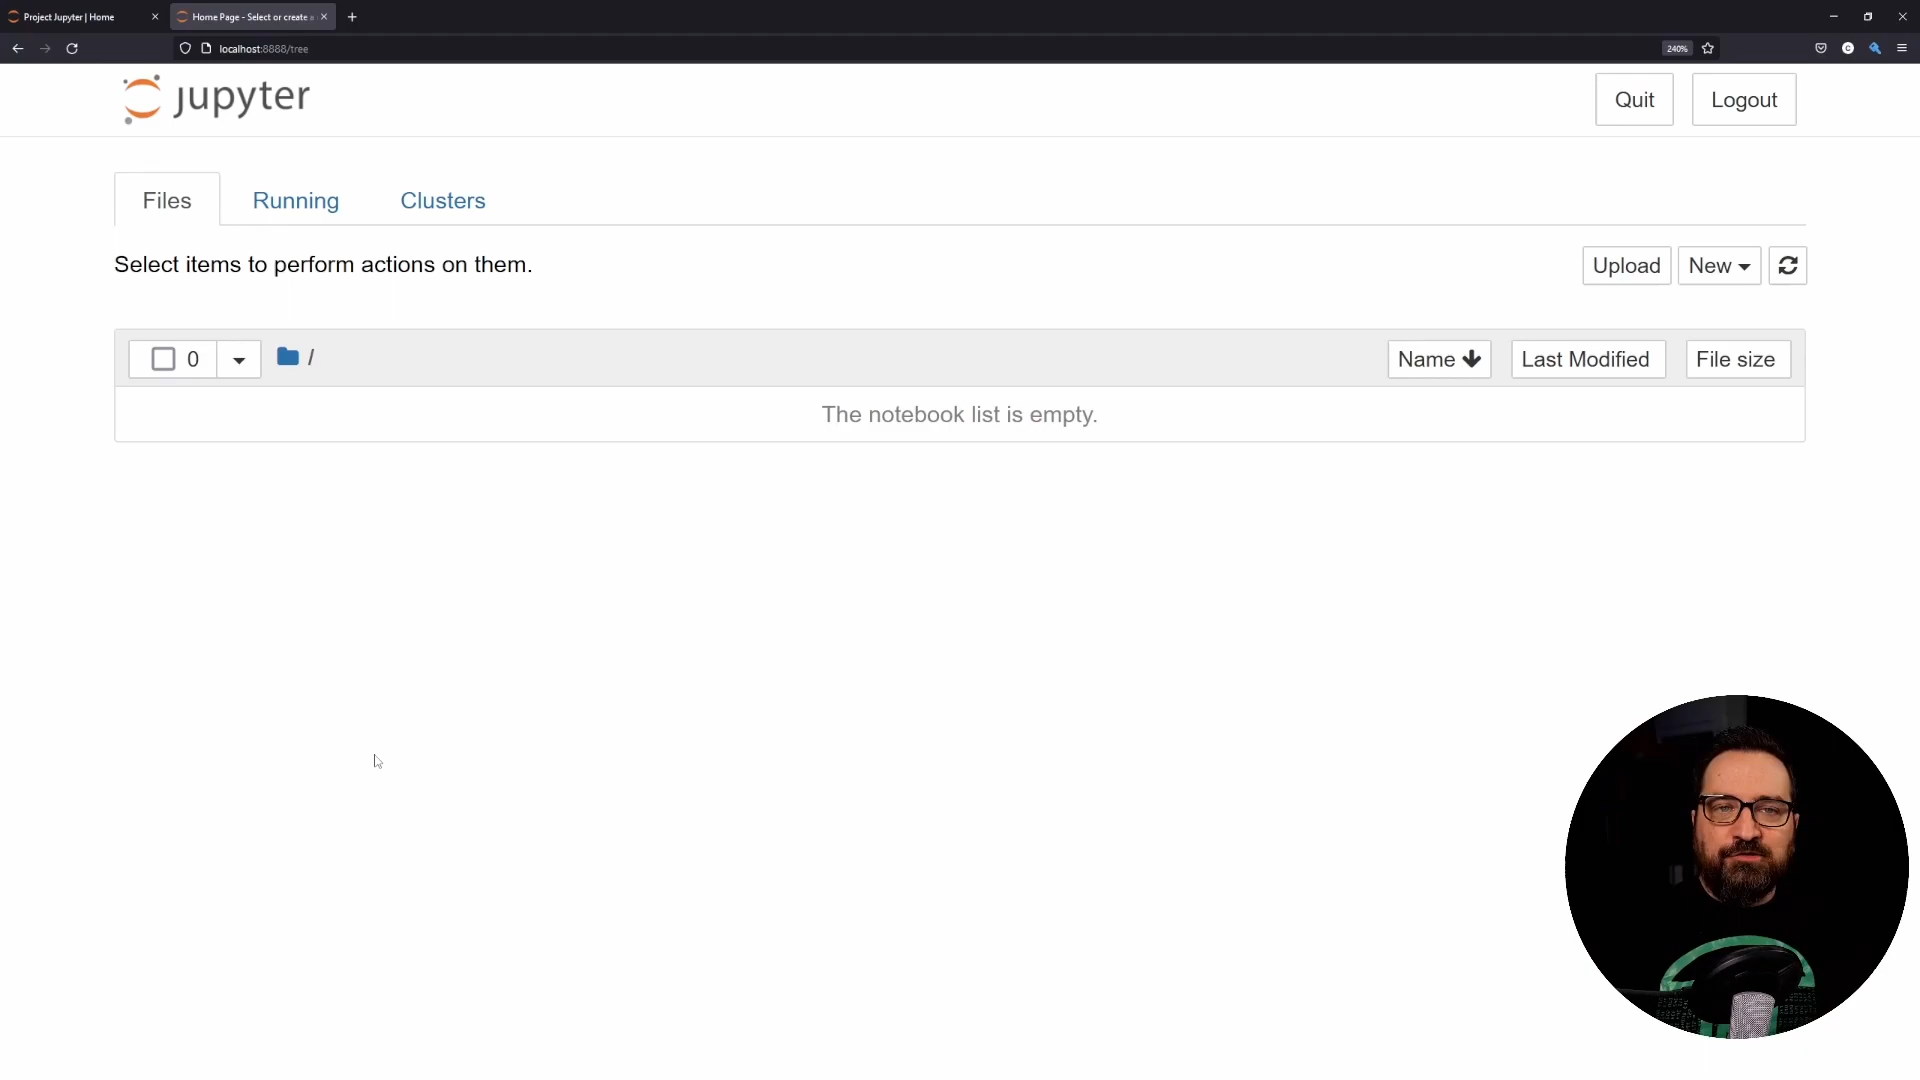 Project Jupyter | Home
Home Page - Select or create a
localhost:8888/tree
240%
jupyter
Quit
Logout
Files
Running
Clusters
Select items to perform actions on them.
Upload
New
0
/
Name
Last Modified
File size
The notebook list is empty.